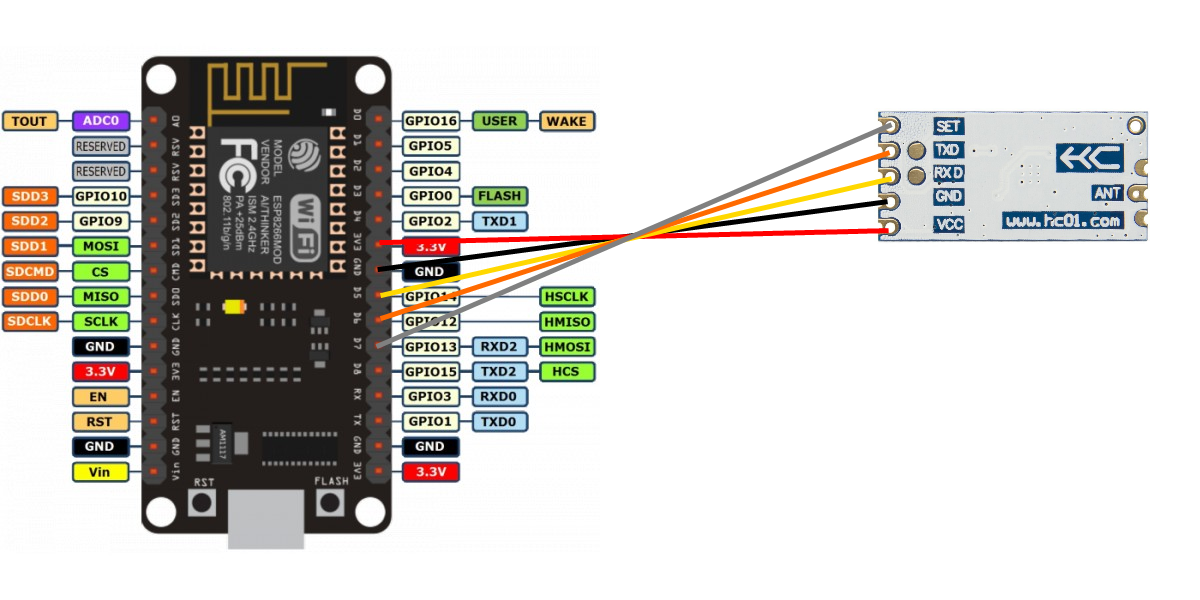 TOUT ADC0
RESERVED
RESERVED
SDD3 GPIO10
SDD2 GPIO9
SDD1 MOSI
SDCMD CS
SDD0 MISO
SDCLK SCLK
GND
3.3V
EN
RST
GND
Vin
A0
RSV
RSV
SD3
SD2
SD1
CMD
SD0
CLK
GND
3V3
EN
RST
GND
Vin
FCC
MODEL
VENDOR
ESP8266MOD
AI/THINKER
ISM 2.4GHz
PA +25dBm
802.11b/g/n
Wi Fi
AM1117
RST
FLASH
D0
D1
D2
D3
D4
3V3
GND
D5
D6
D7
D8
RX
TX
GND
3V3
GPIO16 USER WAKE
GPIO5
GPIO4
GPIO0 FLASH
GPIO2 TXD1
3.3V
GND
GPIO14 HSCLK
GPIO12 HMISO
GPIO13 RXD2 HMOSI
GPIO15 TXD2 HCS
GPIO3 RXD0
GPIO1 TXD0
GND
3.3V
SET
TXD
RXD
GND
VCC
HC
ANT
www.hc01.com